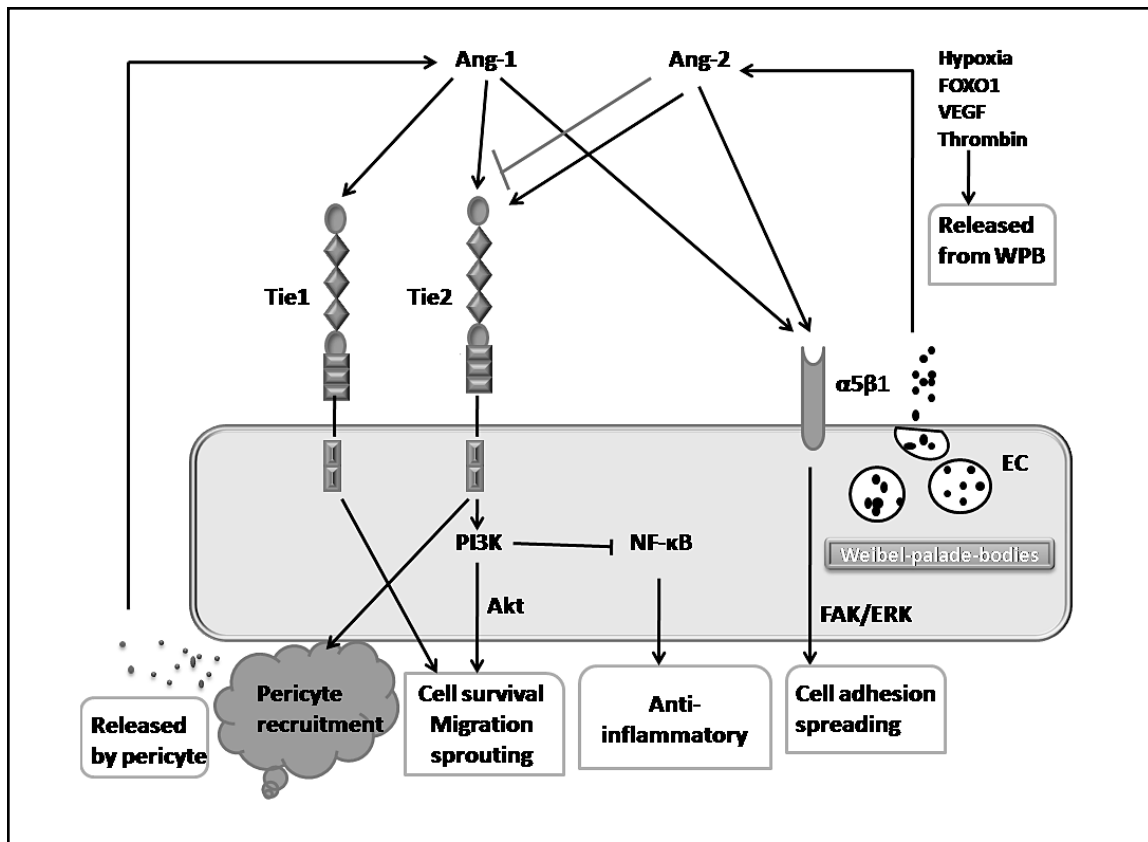 Ang-1
Ang-2
Hypoxia
FOXO1
VEGF
Thrombin
Released
from WPB
Tie1
Tie2
α5β1
EC
PI3K
NF-κB
Weibel-palade-bodies
Akt
FAK/ERK
Released
by pericyte
Pericyte
recruitment
Cell survival
Migration
sprouting
Anti-
inflammatory
Cell adhesion
spreading